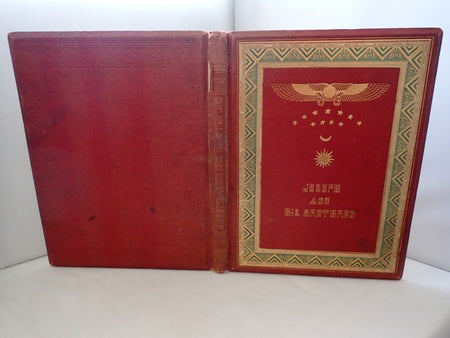 JOSEPH
AND
HIS BRETHREN